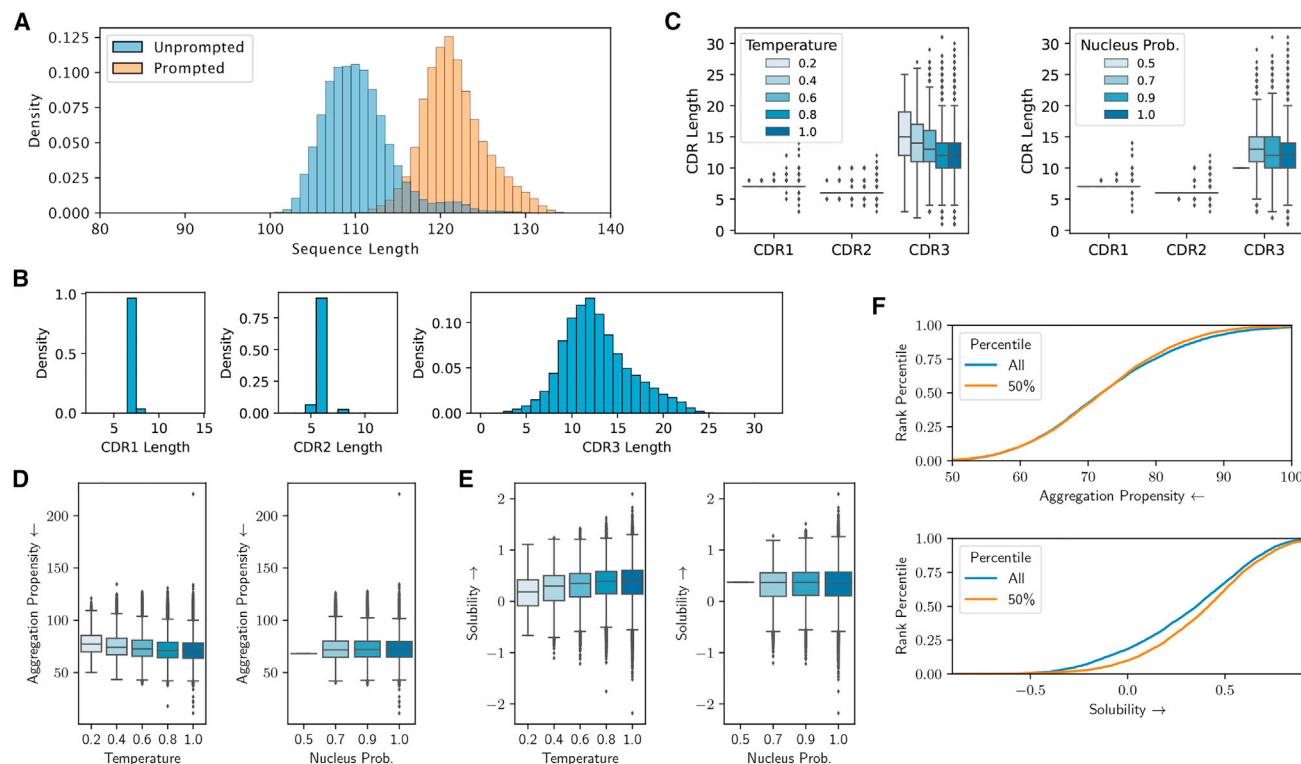 A
Unprompted
Prompted
Density
0.125
0.100
0.075
0.050
0.025
0.000
80 90 100 110 120 130 140
Sequence Length
B
Density
1.0
0.5
0.0
5 10 15
CDR1 Length
Density
0.75
0.50
0.25
0.00
5 10
CDR2 Length
Density
0.10
0.05
0.00
0 5 10 15 20 25 30
CDR3 Length
C
CDR Length
30
25
20
15
10
5
0
Temperature
0.2
0.4
0.6
0.8
1.0
CDR1 CDR2 CDR3
CDR Length
30
25
20
15
10
5
0
Nucleus Prob.
0.5
0.7
0.9
1.0
CDR1 CDR2 CDR3
D
Aggregation Propensity ←
200
150
100
50
0.2 0.4 0.6 0.8 1.0
Temperature
Aggregation Propensity ←
200
150
100
50
0.5 0.7 0.9 1.0
Nucleus Prob.
E
Solubility →
2
1
0
−1
−2
0.2 0.4 0.6 0.8 1.0
Temperature
Solubility →
2
1
0
−1
−2
0.5 0.7 0.9 1.0
Nucleus Prob.
F
Rank Percentile
1.00
0.75
0.50
0.25
0.00
Percentile
All
50%
50 60 70 80 90 100
Aggregation Propensity ←
Rank Percentile
1.00
0.75
0.50
0.25
0.00
Percentile
All
50%
−0.5 0.0 0.5
Solubility →